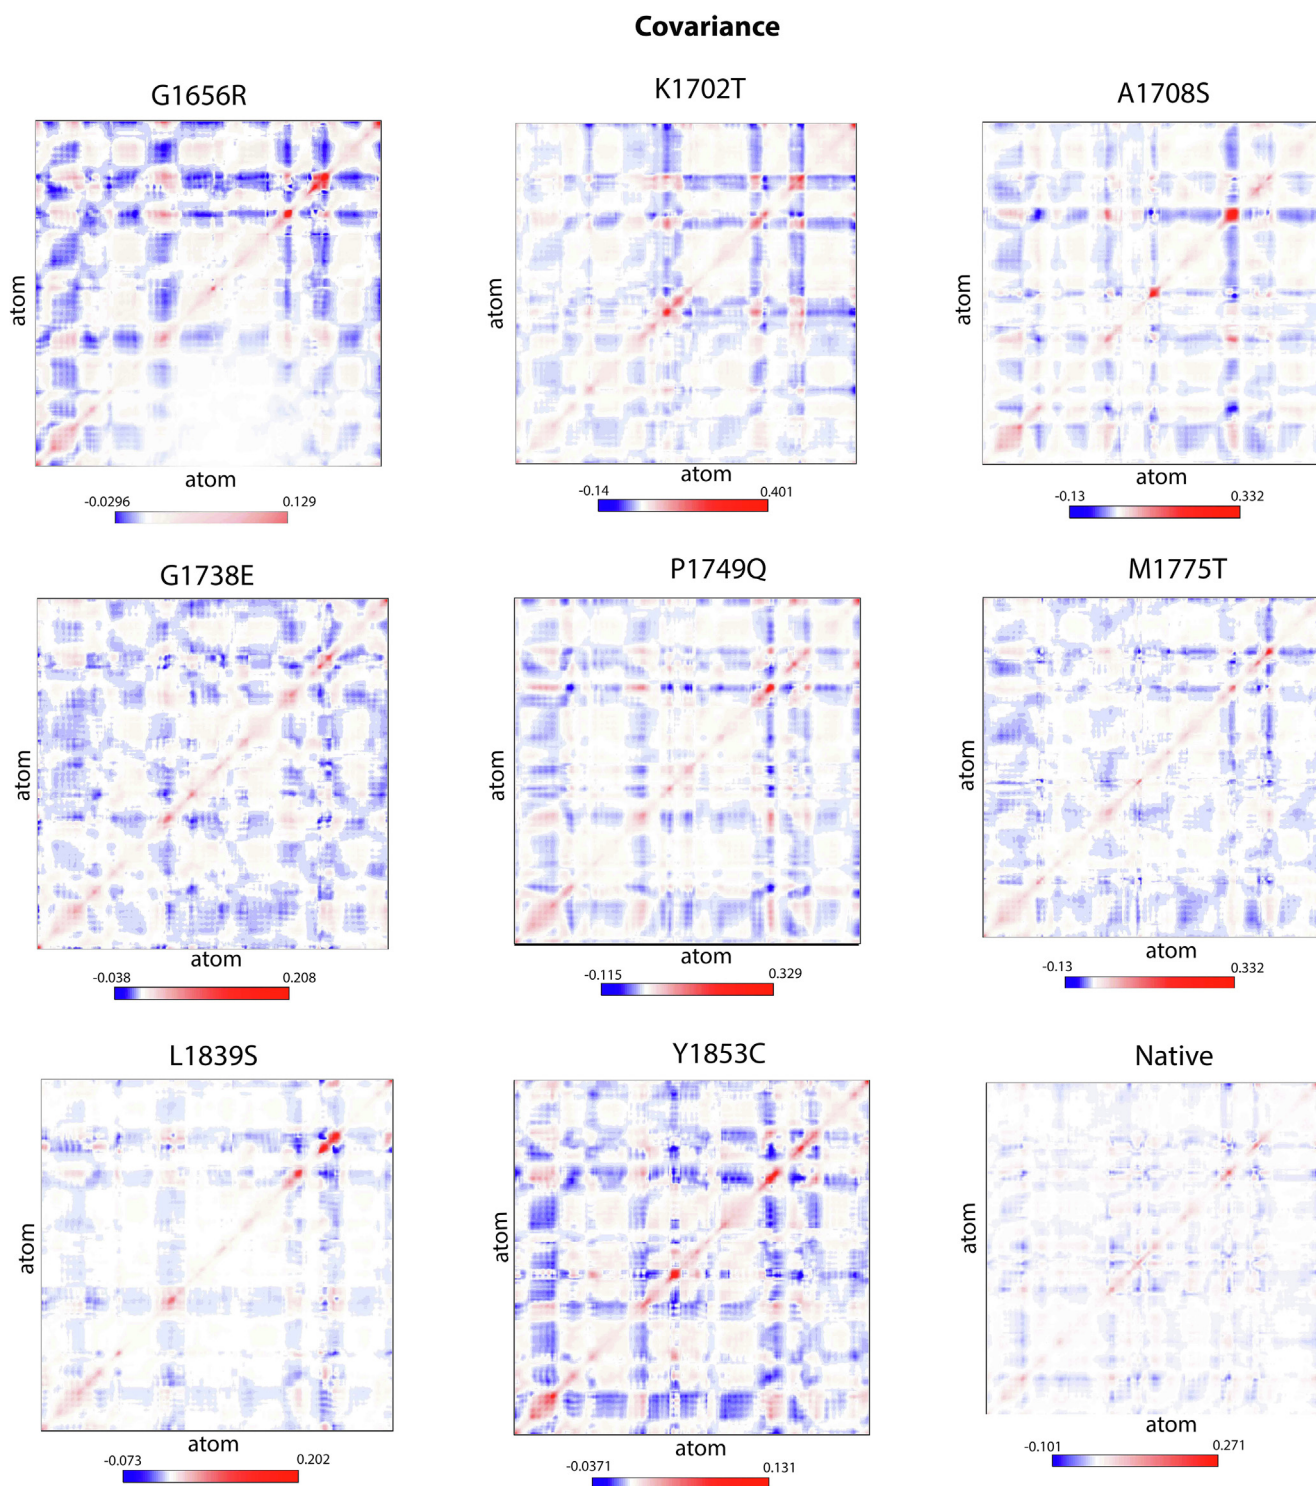 Covariance
G1656R
K1702T
A1708S
atom
atom
atom
atom
atom
atom
-0.0296 0.129
-0.14 0.401
-0.13 0.332
G1738E
P1749Q
M1775T
atom
atom
atom
atom
atom
atom
-0.038 0.208
-0.115 0.329
-0.13 0.332
L1839S
Y1853C
Native
atom
atom
atom
atom
atom
atom
-0.073 0.202
-0.0371 0.131
-0.101 0.271